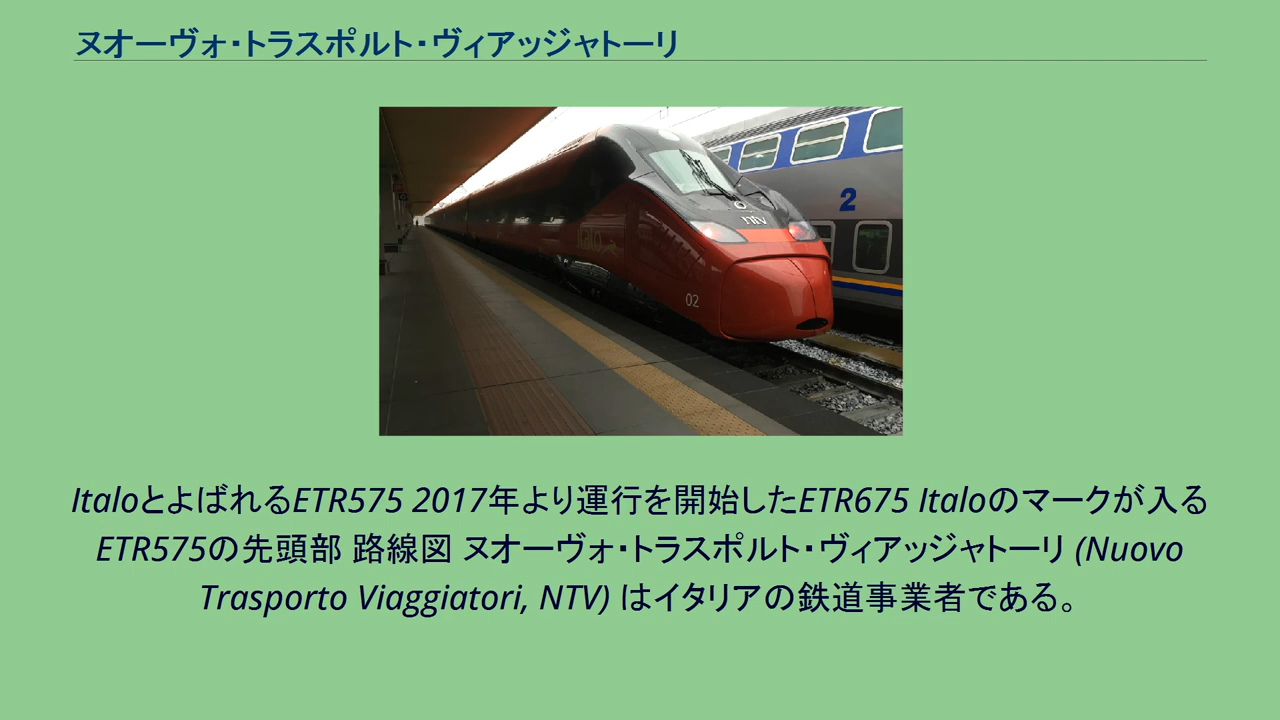 ヌオーヴォ・トラスポルト・ヴィアッジャトーリ
2
ntv
italo
02
ItaloとよばれるETR575 2017年より運行を開始したETR675 Italoのマークが入る
ETR575の先頭部 路線図 ヌオーヴォ・トラスポルト・ヴィアッジャトーリ (Nuovo
Trasporto Viaggiatori, NTV) はイタリアの鉄道事業者である。